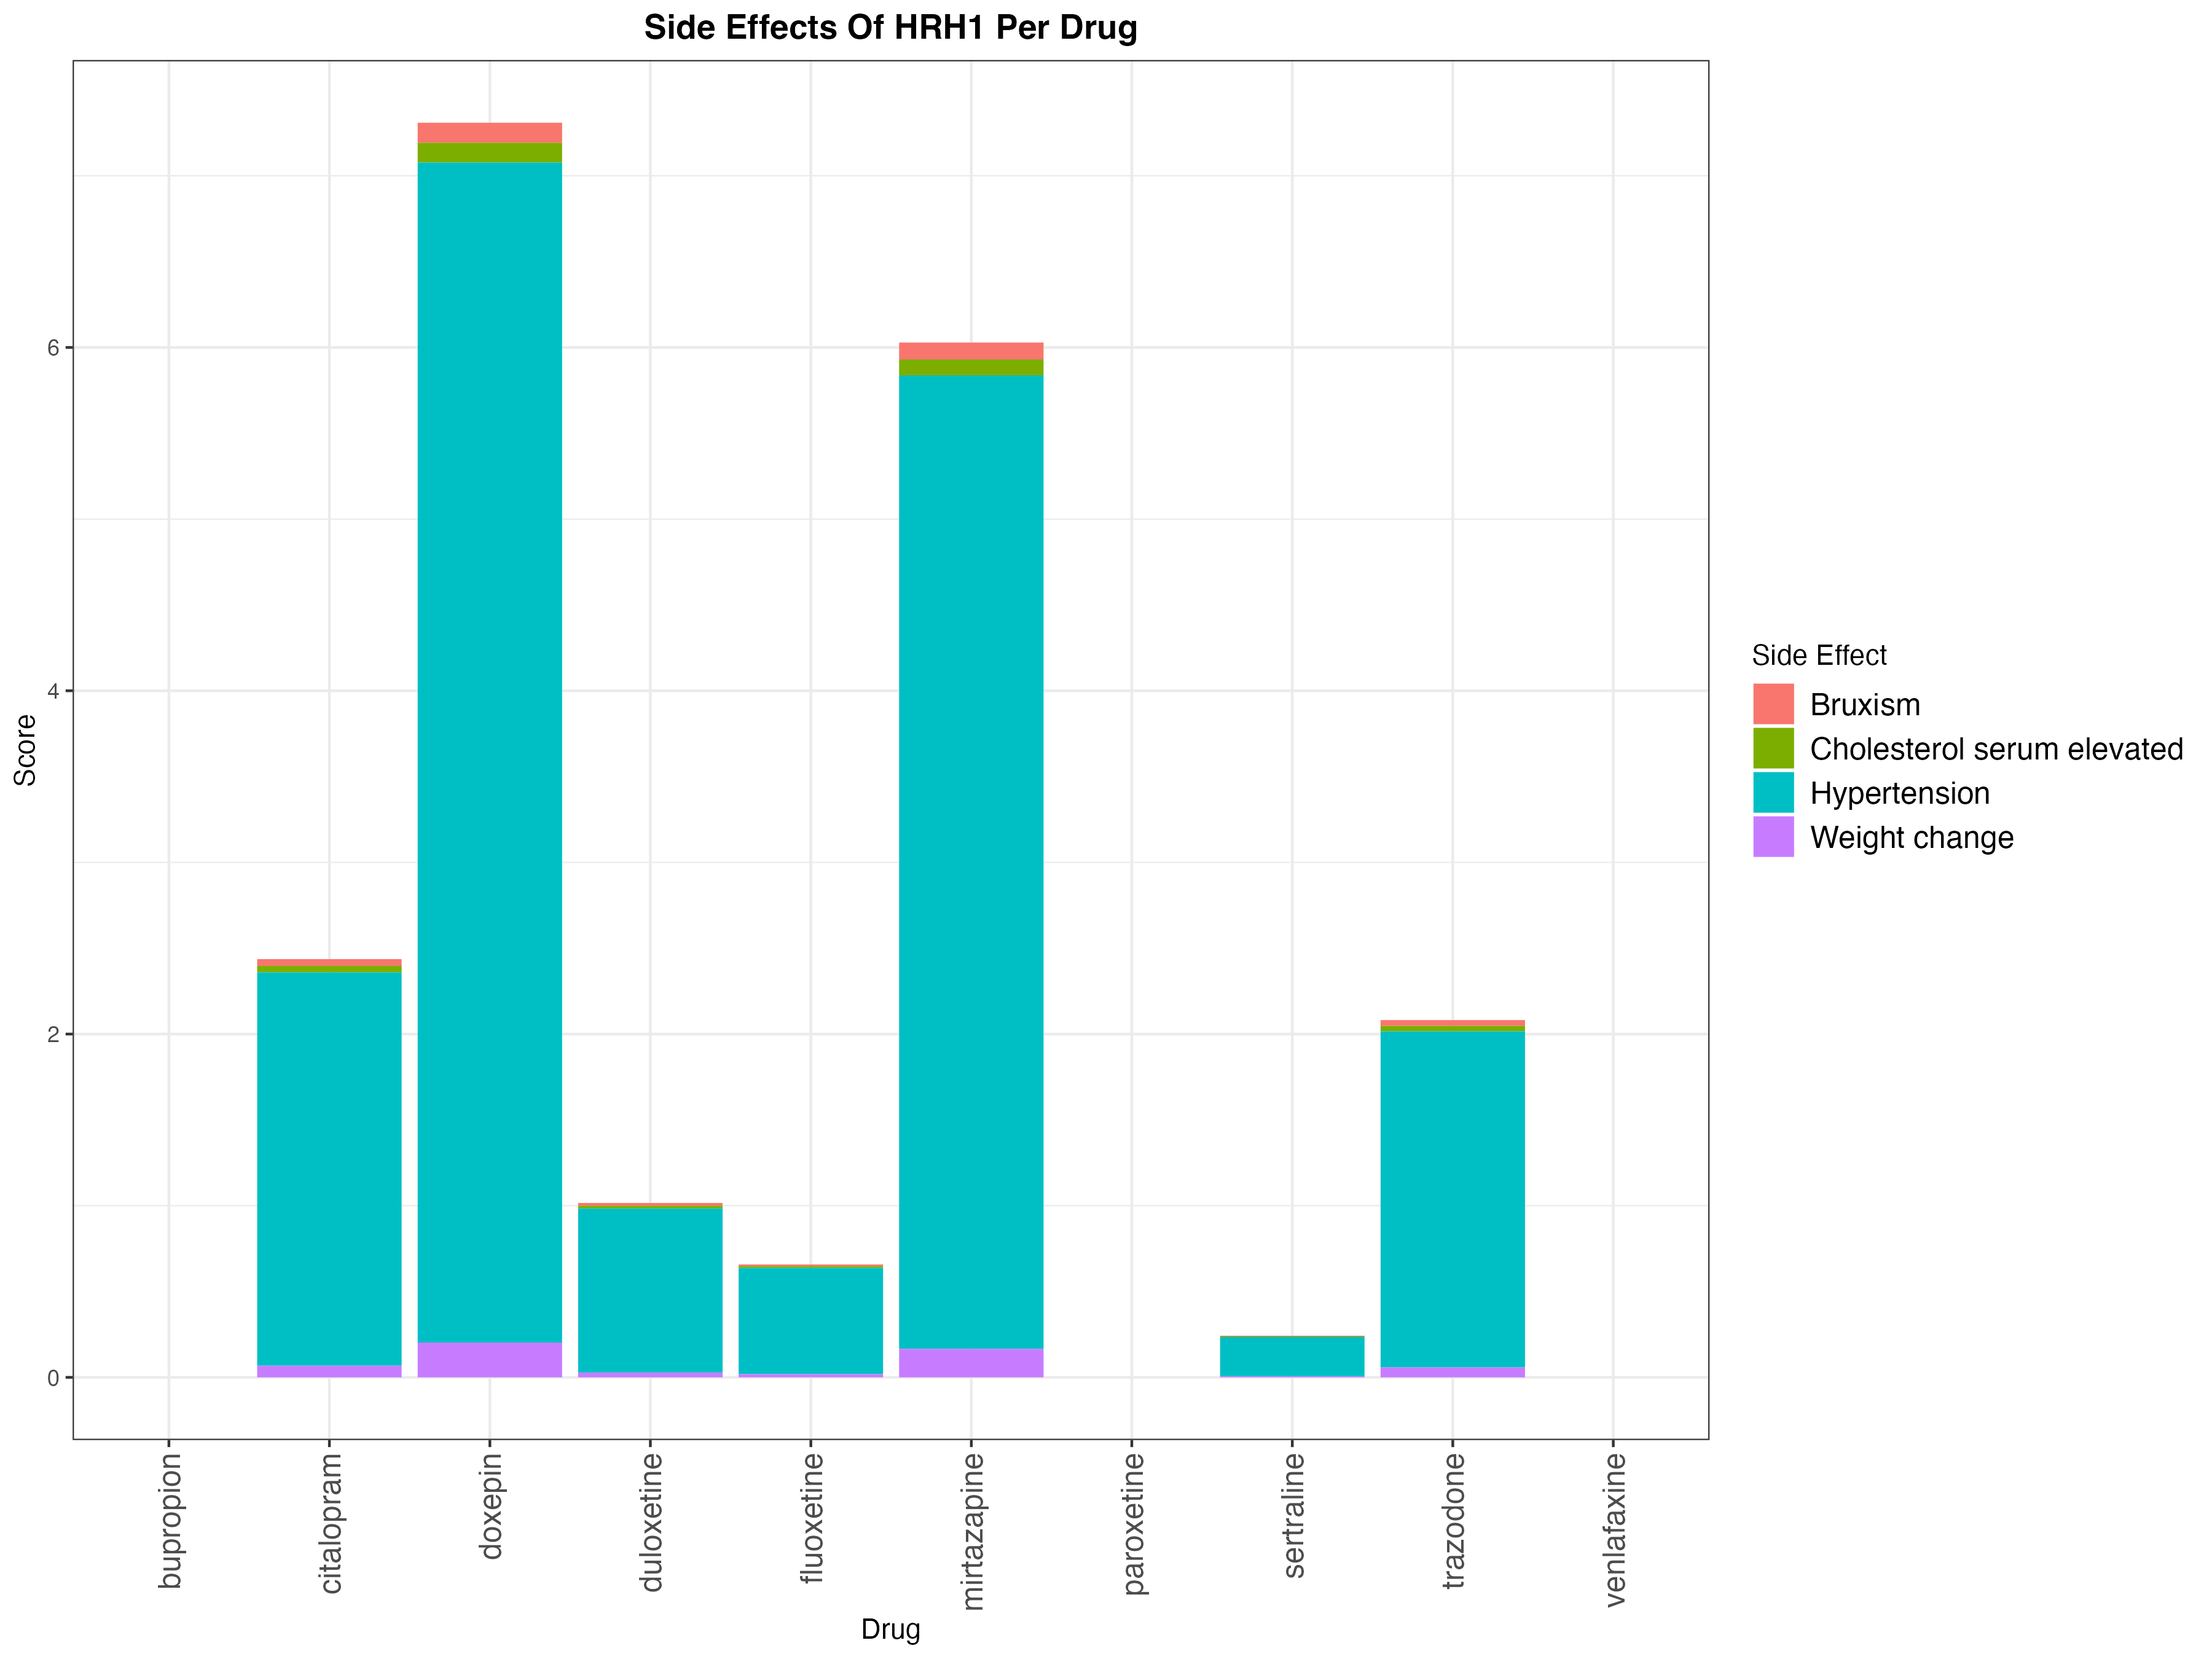 Side Effects Of HRH1 Per Drug
Score
6
4
2
0
bupropion
citalopram
doxepin
duloxetine
fluoxetine
mirtazapine
paroxetine
sertraline
trazodone
venlafaxine
Drug
Side Effect
Bruxism
Cholesterol serum elevated
Hypertension
Weight change